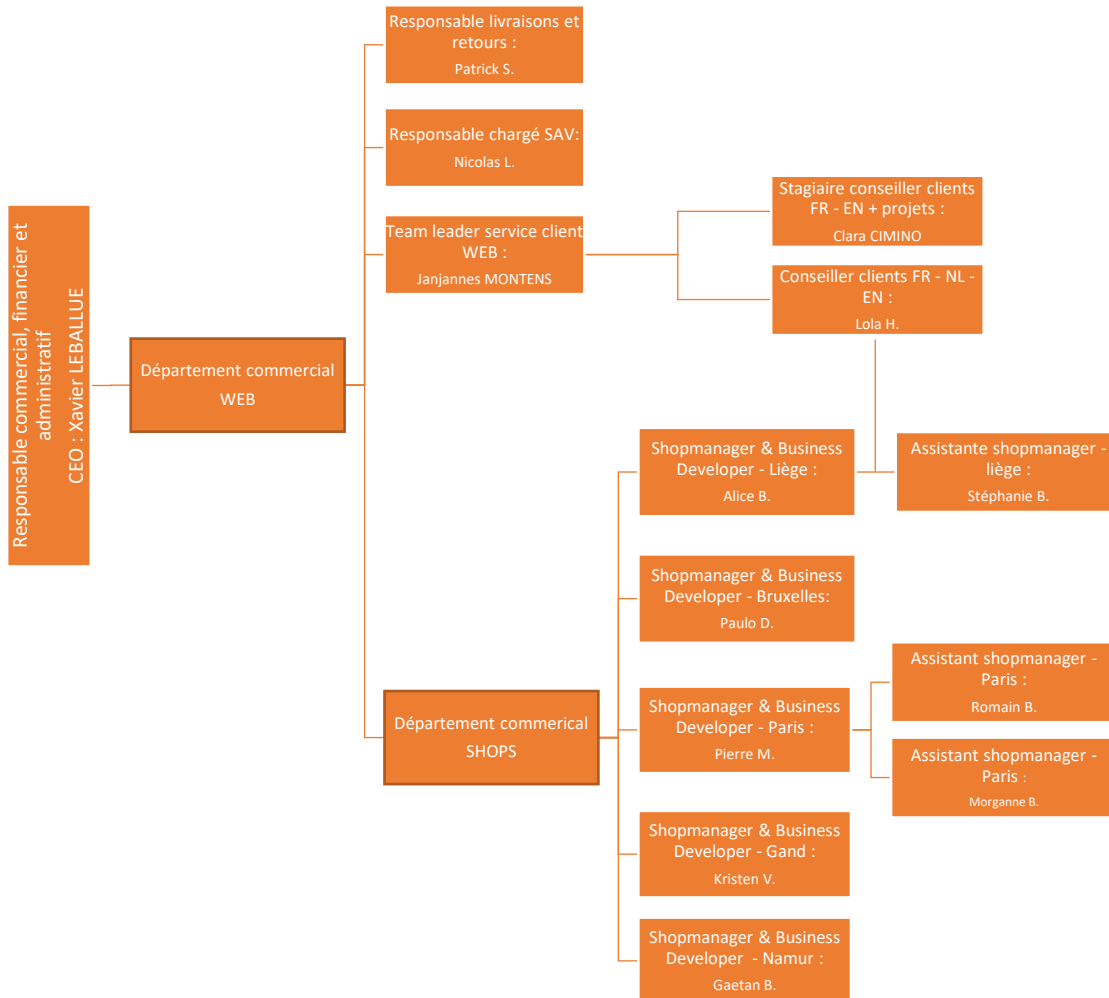 Responsable commercial, financier et
administratif
CEO : Xavier LEBALLUE
Département commercial
WEB
Responsable livraisons et
retours :
Patrick S.
Responsable chargé SAV:
Nicolas L.
Team leader service client
WEB :
Janjannes MONTENS
Stagiaire conseiller clients
FR - EN + projets :
Clara CIMINO
Conseiller clients FR - NL -
EN :
Lola H.
Département commerical
SHOPS
Shopmanager & Business
Developer - Liège :
Alice B.
Assistante shopmanager -
liège :
Stéphanie B.
Shopmanager & Business
Developer - Bruxelles:
Paulo D.
Shopmanager & Business
Developer - Paris :
Pierre M.
Assistant shopmanager -
Paris :
Romain B.
Assistant shopmanager -
Paris :
Morganne B.
Shopmanager & Business
Developer - Gand :
Kristen V.
Shopmanager & Business
Developer - Namur :
Gaetan B.